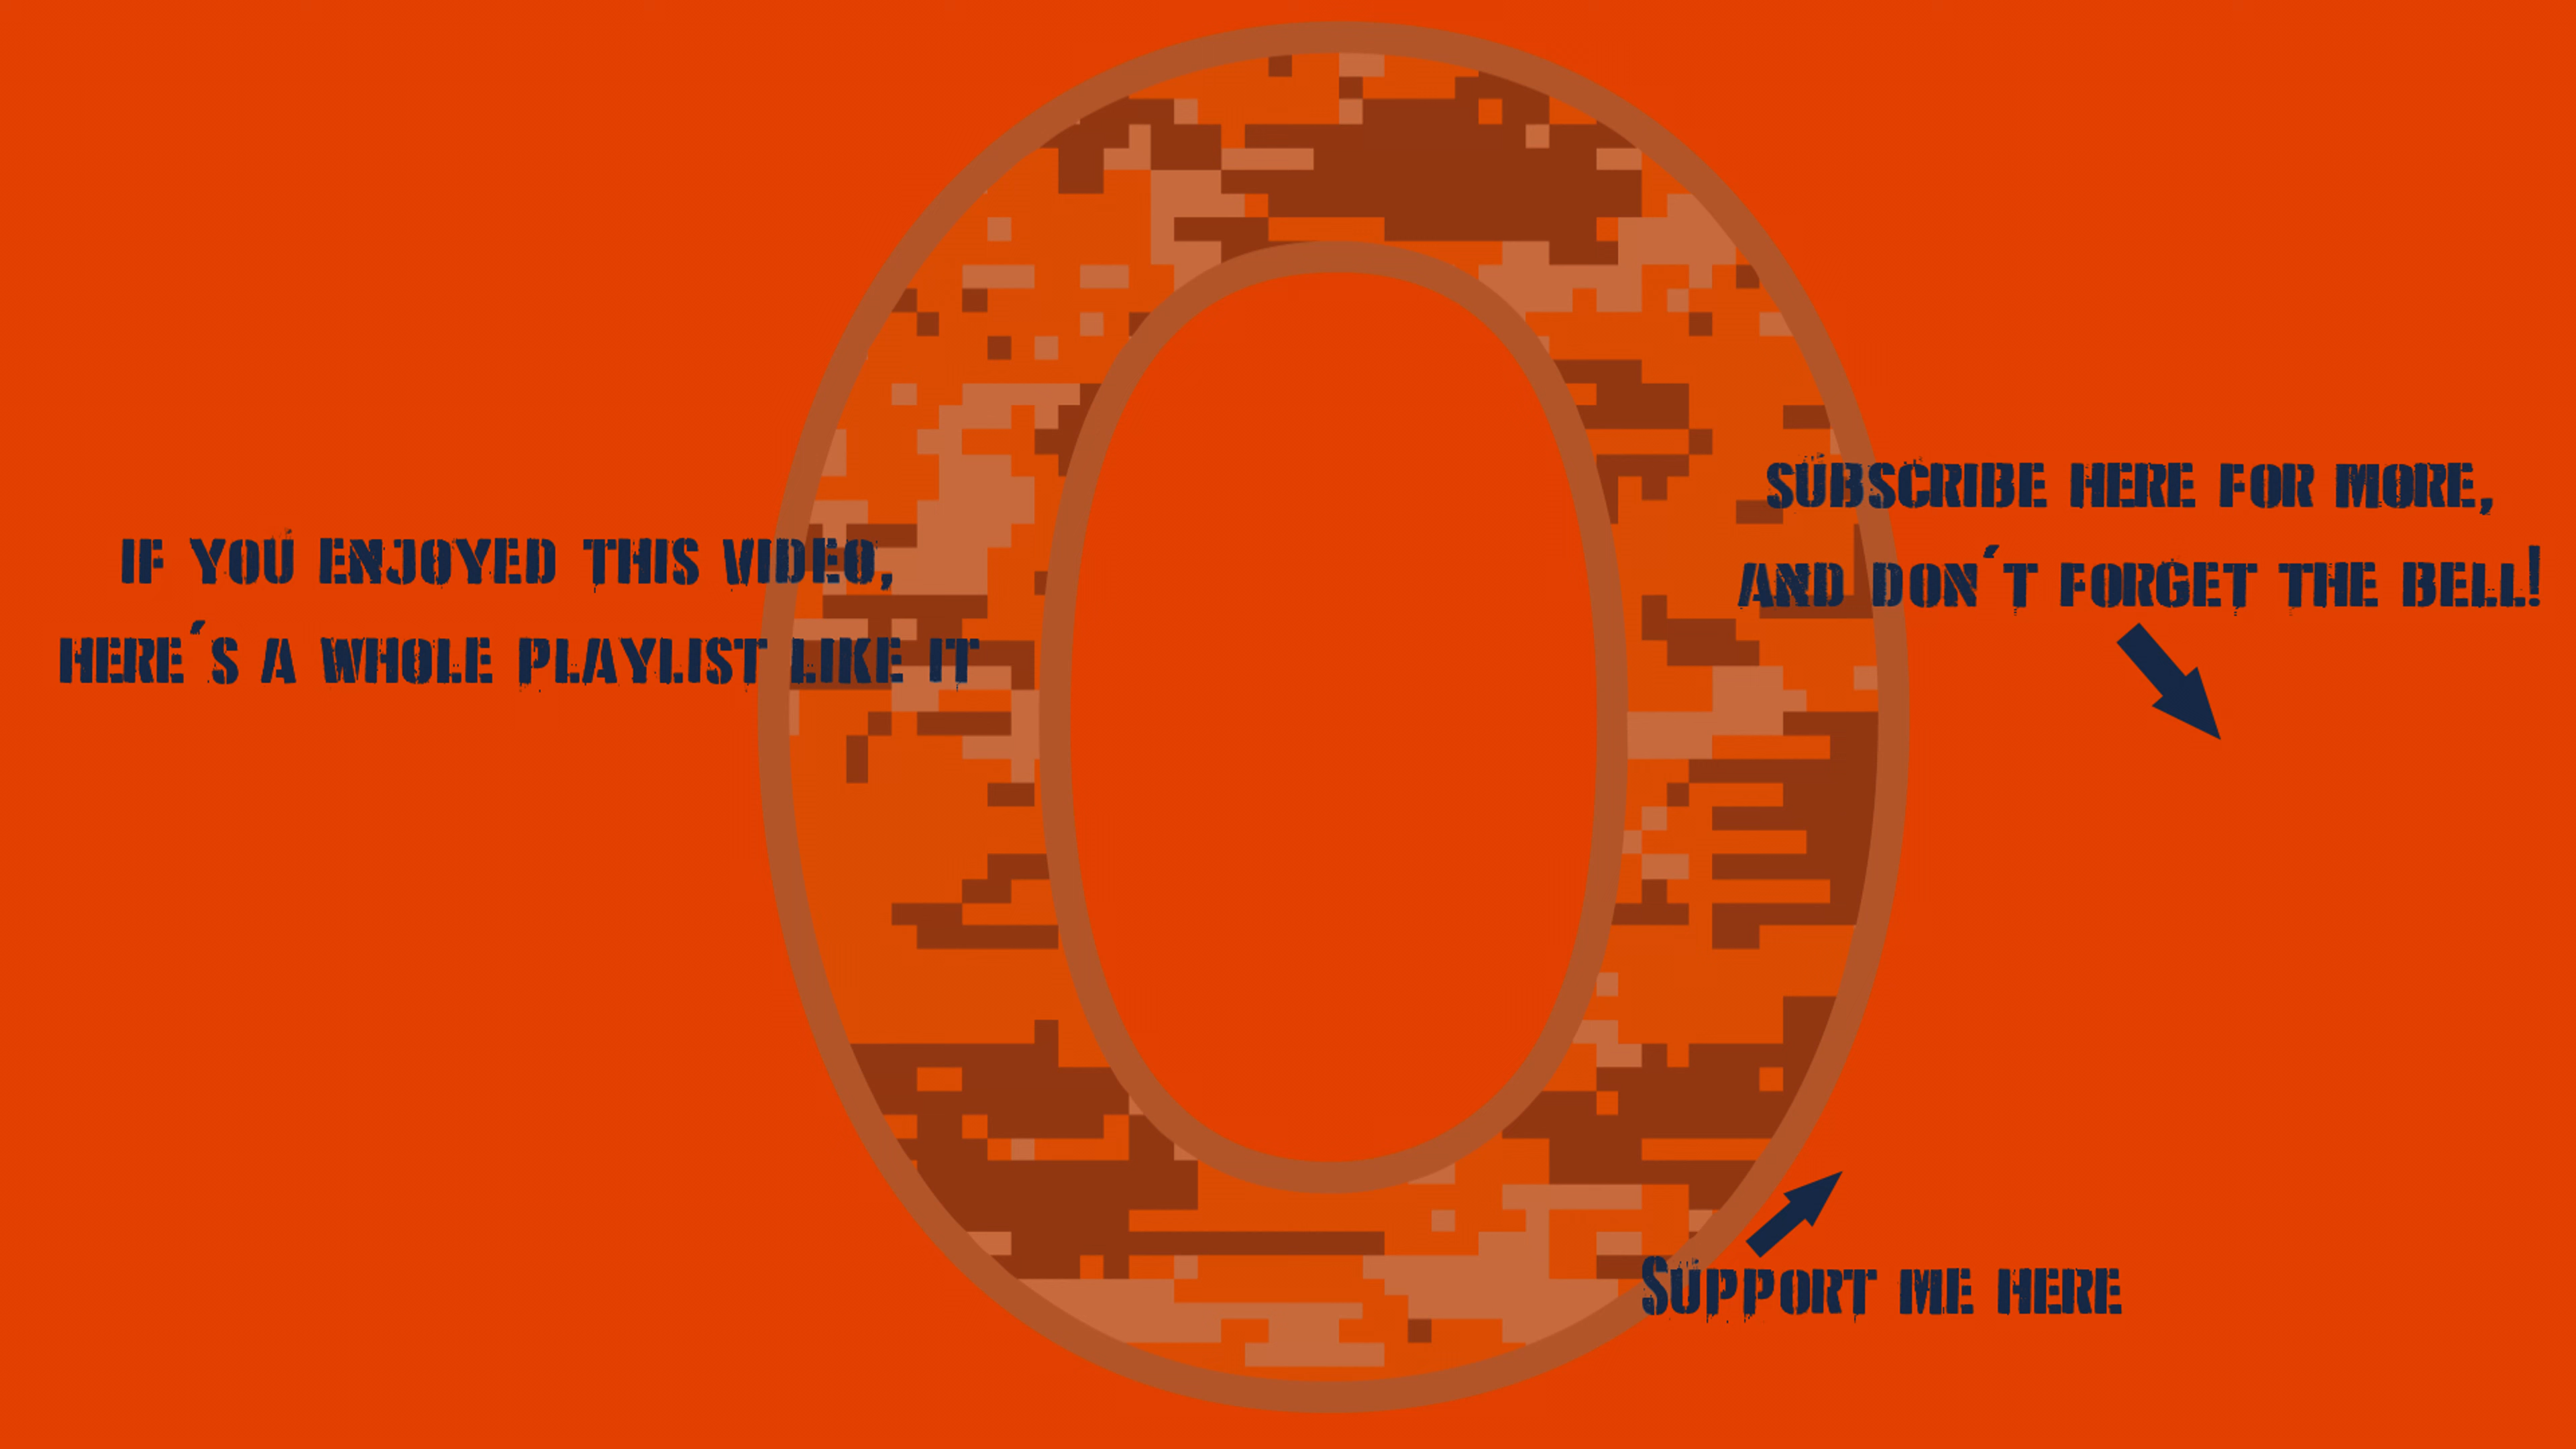 IF YOU ENJOYED THIS VIDEO,
HERE´S A WHOLE PLAYLIST LIKE IT
SUBSCRIBE HERE FOR MORE,
AND DON´T FORGET THE BELL!
SUPPORT ME HERE
O